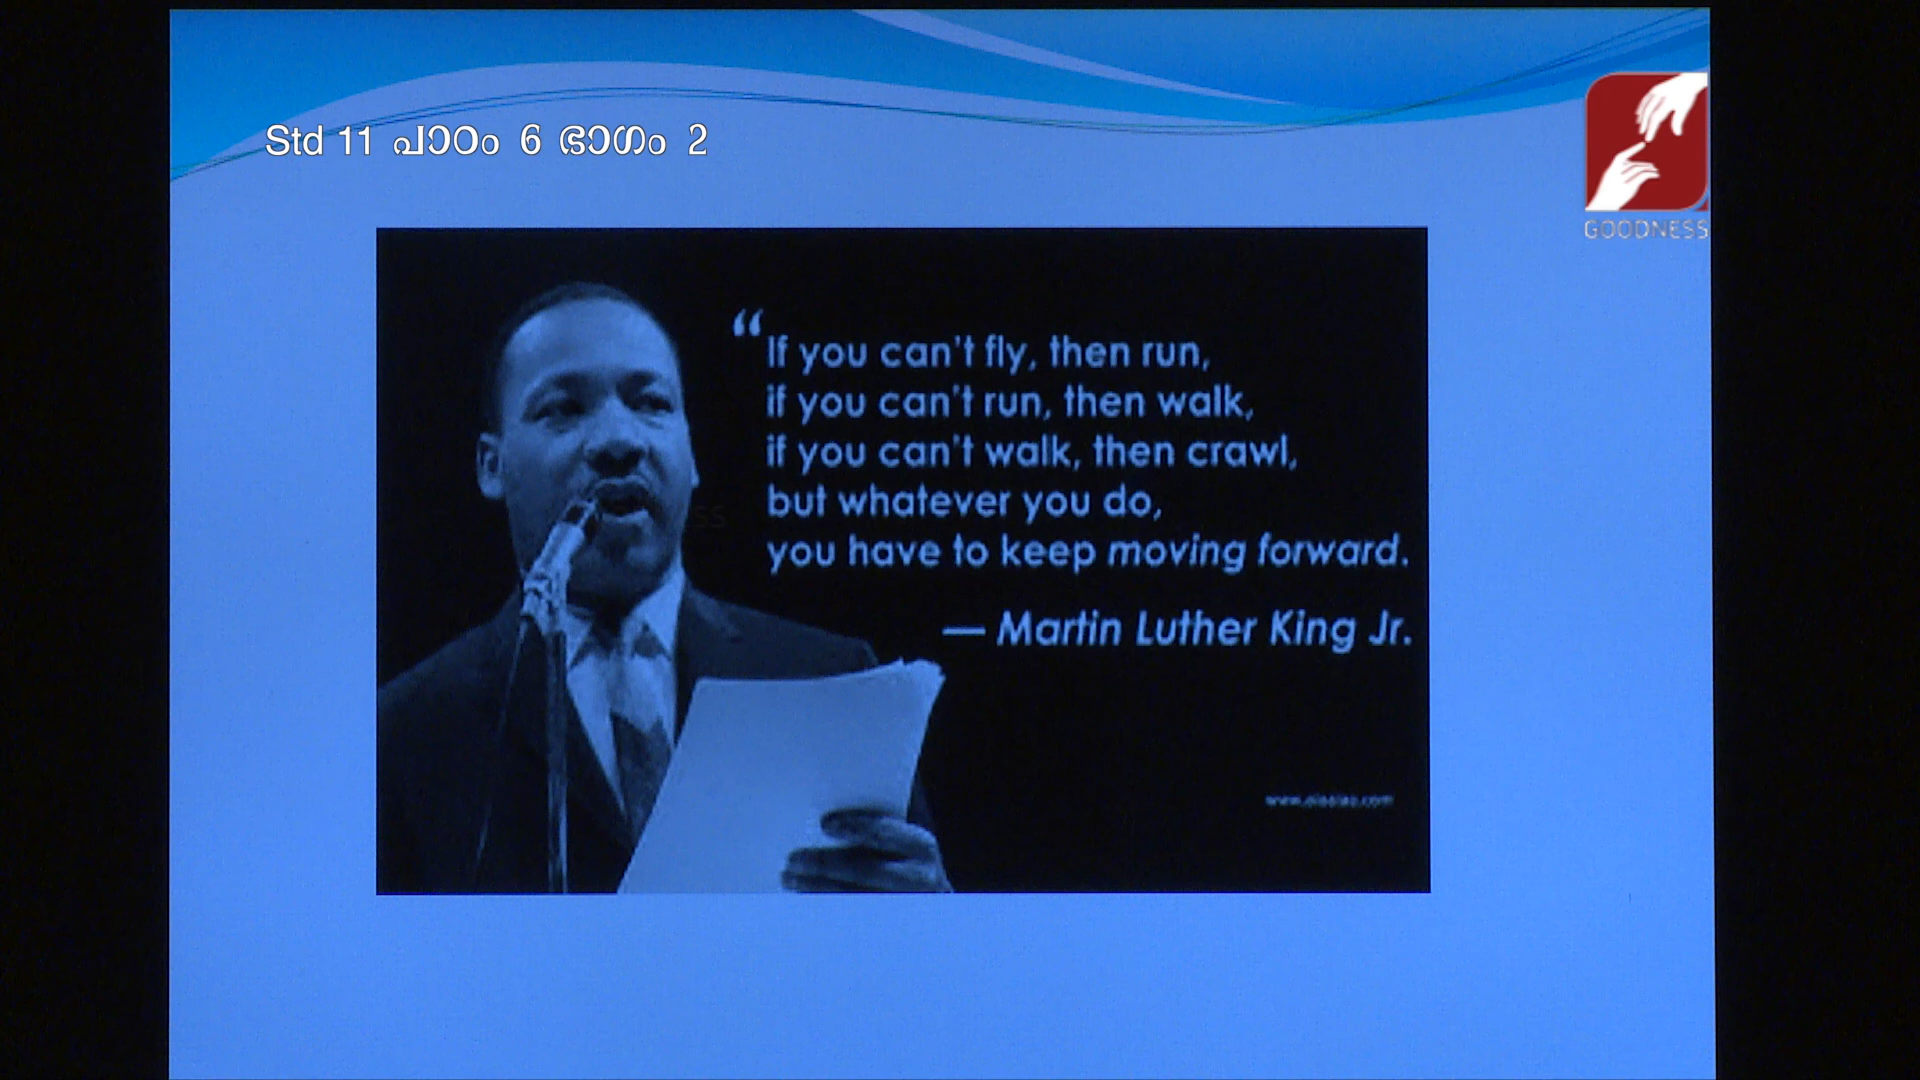 Std 11 പാഠം 6 ഭാഗം 2
GOODNESS
“If you can't fly, then run,
if you can't run, then walk,
if you can't walk, then crawl,
but whatever you do,
you have to keep moving forward.
— Martin Luther King Jr.